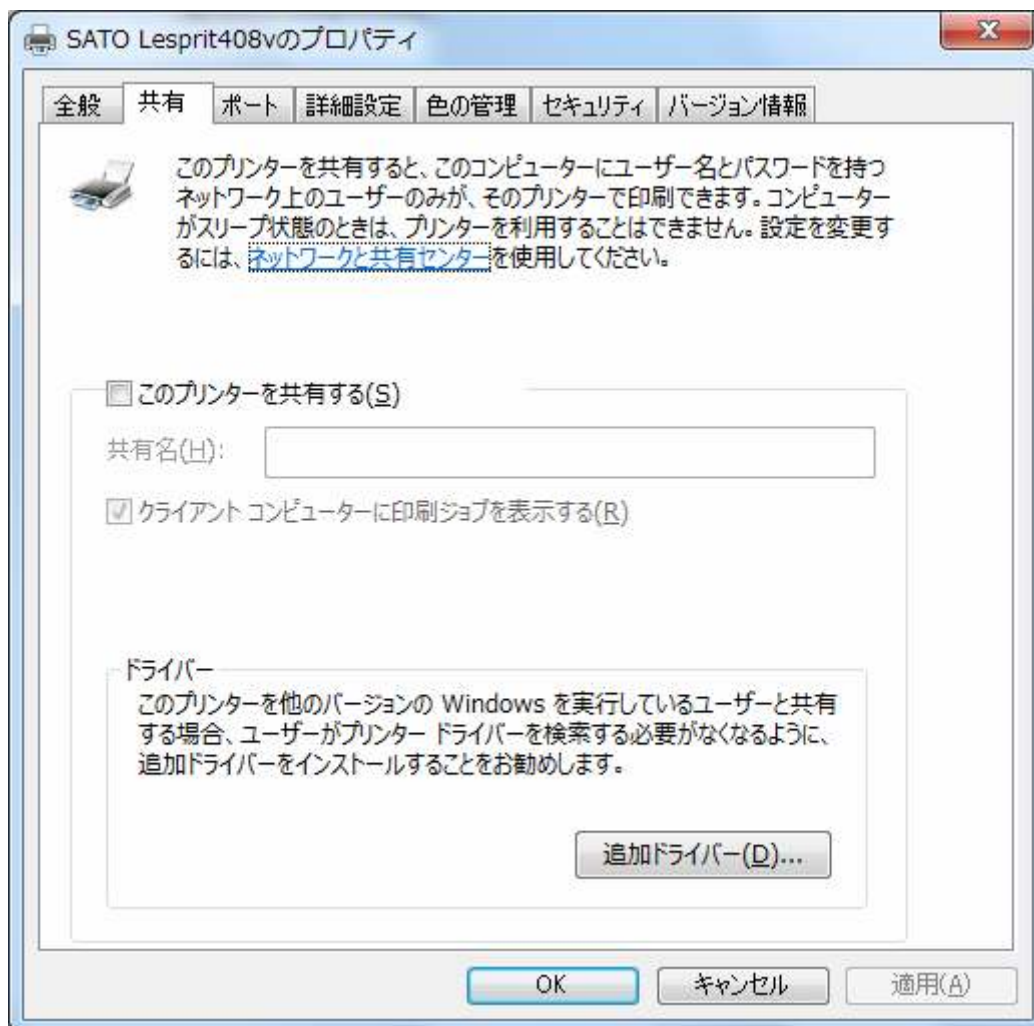 SATO Lesprit408vのプロパティ
全般 共有 ポート 詳細設定 色の管理 セキュリティ バージョン情報
このプリンターを共有すると、このコンピューターにユーザー名とパスワードを持つ
ネットワーク上のユーザーのみが、そのプリンターで印刷できます。コンピューター
がスリープ状態のときは、プリンターを利用することはできません。設定を変更す
るには、ネットワークと共有センターを使用してください。
このプリンターを共有する(S)
共有名(H):
クライアント コンピューターに印刷ジョブを表示する(R)
ドライバー
このプリンターを他のバージョンの Windows を実行しているユーザーと共有
する場合、ユーザーがプリンター ドライバーを検索する必要がなくなるように、
追加ドライバーをインストールすることをお勧めします。
追加ドライバー(D)...
OK キャンセル 適用(A)